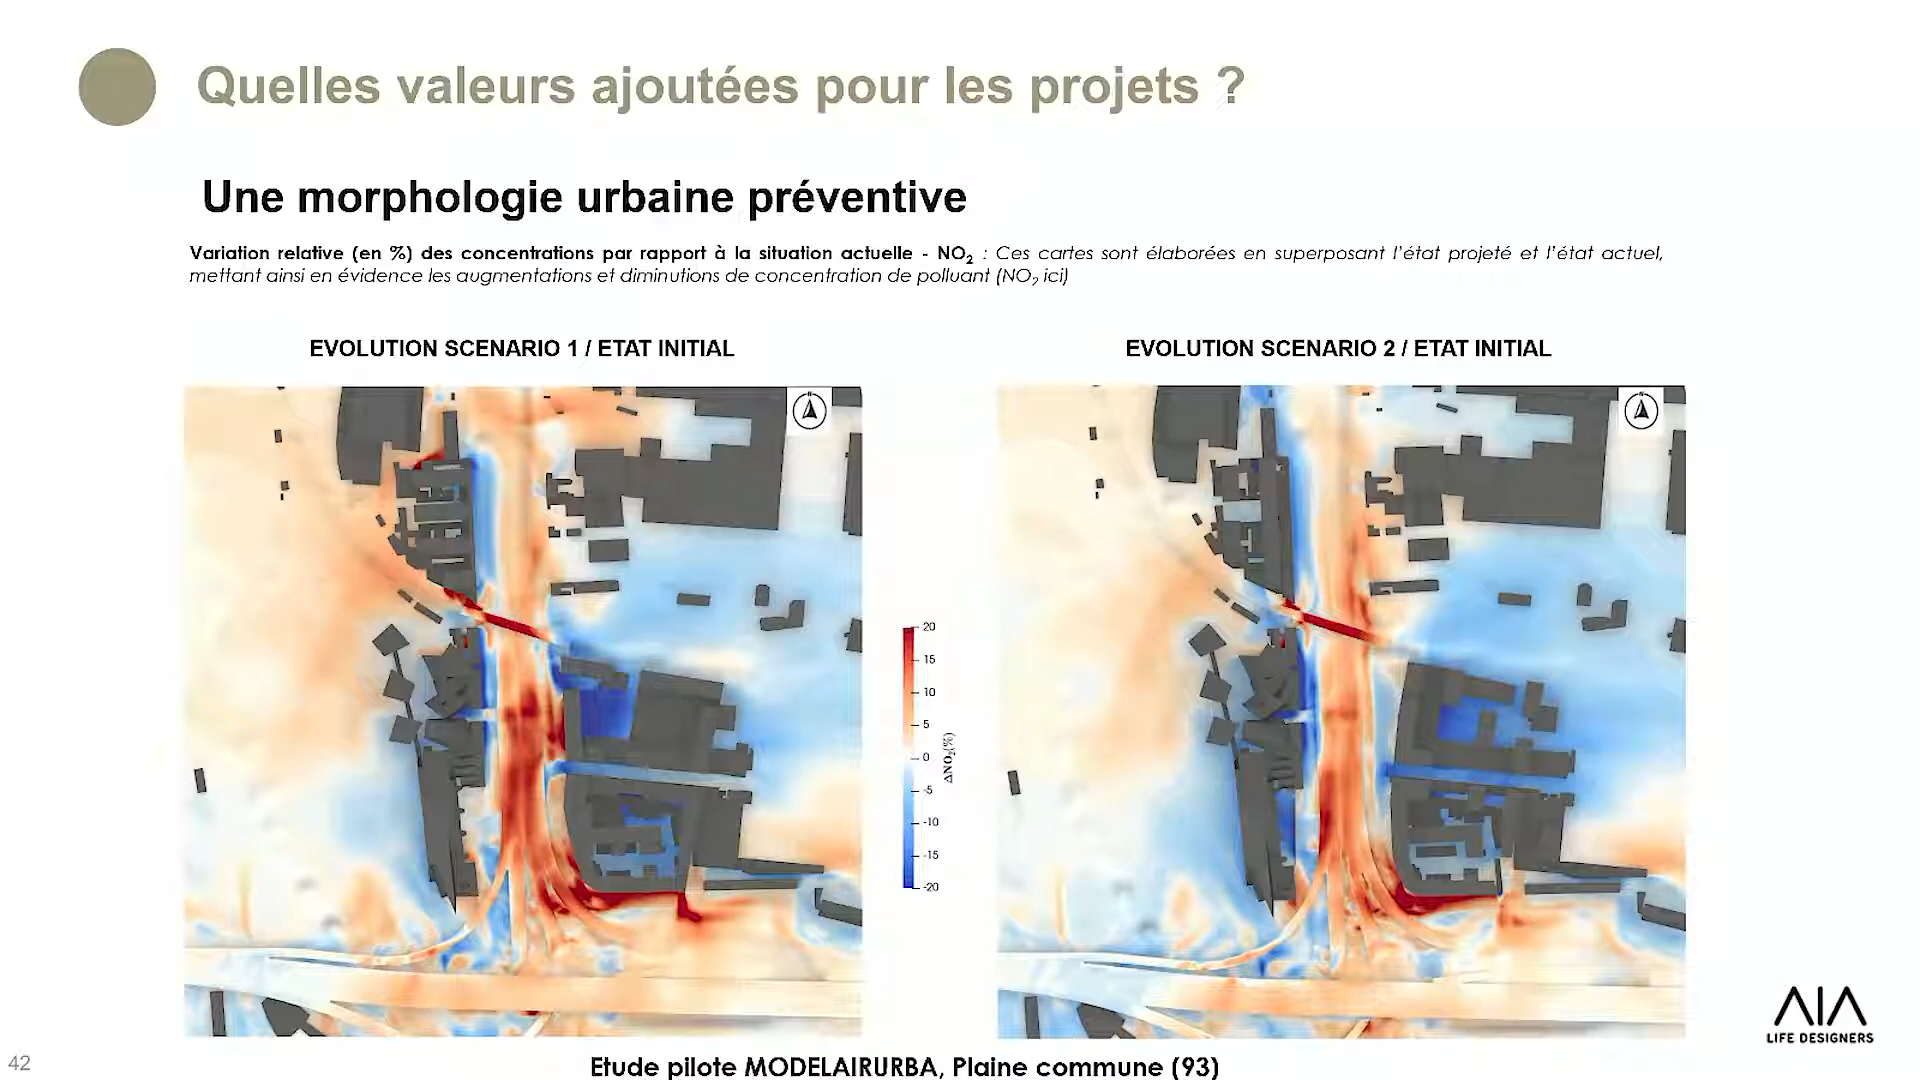 Quelles valeurs ajoutées pour les projets ?
Une morphologie urbaine préventive
Variation relative (en %) des concentrations par rapport à la situation actuelle - NO₂ : Ces cartes sont élaborées en superposant l'état projeté et l'état actuel,
mettant ainsi en évidence les augmentations et diminutions de concentration de polluant (NO₂ ici)
EVOLUTION SCENARIO 1 / ETAT INITIAL
EVOLUTION SCENARIO 2 / ETAT INITIAL
20
15
10
5
0
-5
-10
-15
-20
ΔNO₂(%)
AIA
LIFE DESIGNERS
42
Etude pilote MODELAIRURBA, Plaine commune (93)